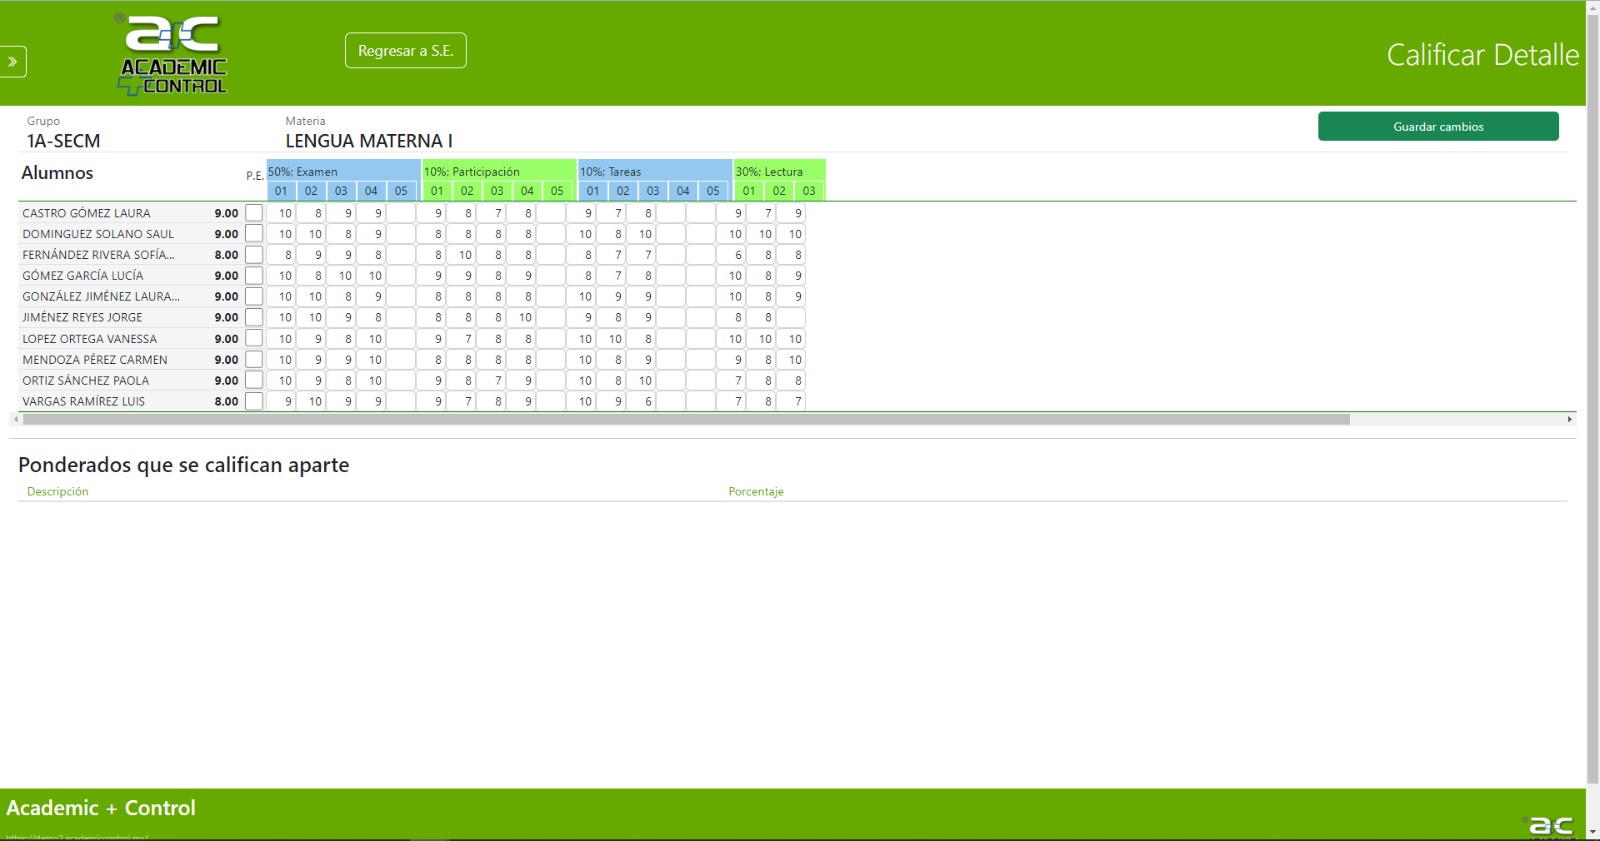 »
® ac
ACADEMIC
CONTROL
Regresar a S.E.
Calificar Detalle
Grupo
Materia
1A-SECM
LENGUA MATERNA I
Guardar cambios
Alumnos P.E. 50%; Examen 10%; Participación 10%; Tareas 30%; Lectura
01 02 03 04 05 01 02 03 04 05 01 02 03 04 05 01 02 03
CASTRO GÓMEZ LAURA 9.00 10 8 9 9 9 8 7 8 9 7 8 9 7 9
DOMINGUEZ SOLANO SAUL 9.00 10 10 8 9 8 8 8 8 10 8 10 10 10 10
FERNÁNDEZ RIVERA SOFÍA... 8.00 8 9 9 8 8 10 8 8 8 7 7 6 8 8
GÓMEZ GARCÍA LUCÍA 9.00 10 8 10 10 9 9 8 9 8 7 8 10 8 9
GONZÁLEZ JIMÉNEZ LAURA... 9.00 10 10 8 9 8 8 8 8 10 9 9 10 8 9
JIMÉNEZ REYES JORGE 9.00 10 10 9 8 8 8 8 10 9 8 9 8 8
LOPEZ ORTEGA VANESSA 9.00 10 9 8 10 9 7 8 8 10 10 8 10 10 10
MENDOZA PÉREZ CARMEN 9.00 10 9 9 10 8 8 8 8 10 8 9 9 8 10
ORTIZ SÁNCHEZ PAOLA 9.00 10 9 8 10 9 8 7 9 10 8 10 7 8 8
VARGAS RAMÍREZ LUIS 8.00 9 10 9 9 9 7 8 9 10 9 6 7 8 7
Ponderados que se califican aparte
Descripción Porcentaje
Academic + Control
https://demo2.academiccontrol.mx/
ac